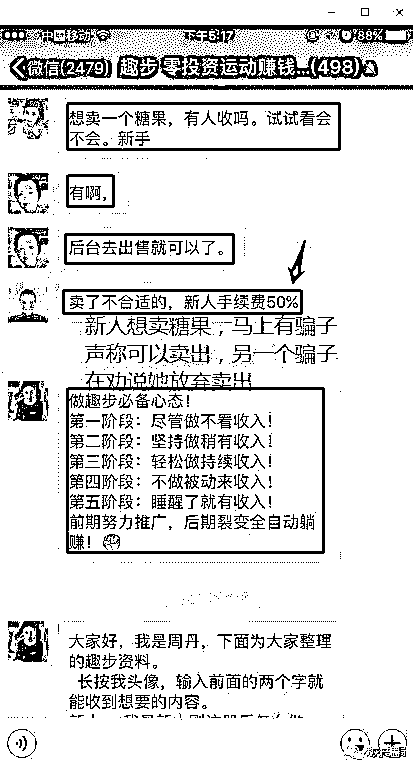 中国移动 下午5:17 88%
微信(2479) 趣步 零投资运动赚钱...(498)
想卖一个糖果，有人收吗。试试看会
不会。新手
有啊，
后台去出售就可以了。
卖了不合适的，新人手续费50%
新人想卖糖果，马上有骗子
声称可以卖出，另一个骗子
在劝说她放弃卖出
做趣步必备心态！
第一阶段：尽管做不看收入！
第二阶段：坚持做稍有收入！
第三阶段：轻松做持续收入！
第四阶段：不做被动来收入！
第五阶段：睡醒了就有收入！
前期努力推广，后期裂变全自动躺
赚！
大家好，我是周丹，下面为大家整理
的趣步资料。
长按我头像，输入前面的两个字就
能收到想要的内容。